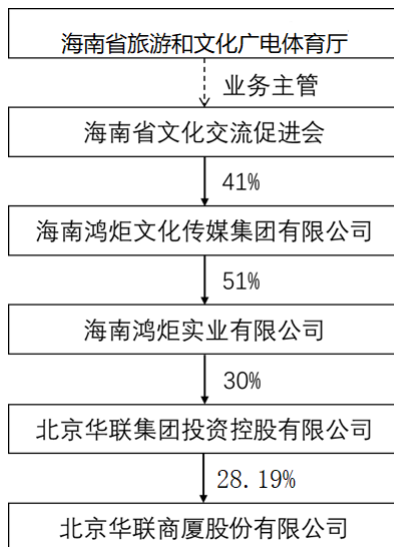 海南省旅游和文化广电体育厅
业务主管
海南省文化交流促进会
41%
海南鸿炬文化传媒集团有限公司
51%
海南鸿炬实业有限公司
30%
北京华联集团投资控股有限公司
28.19%
北京华联商厦股份有限公司